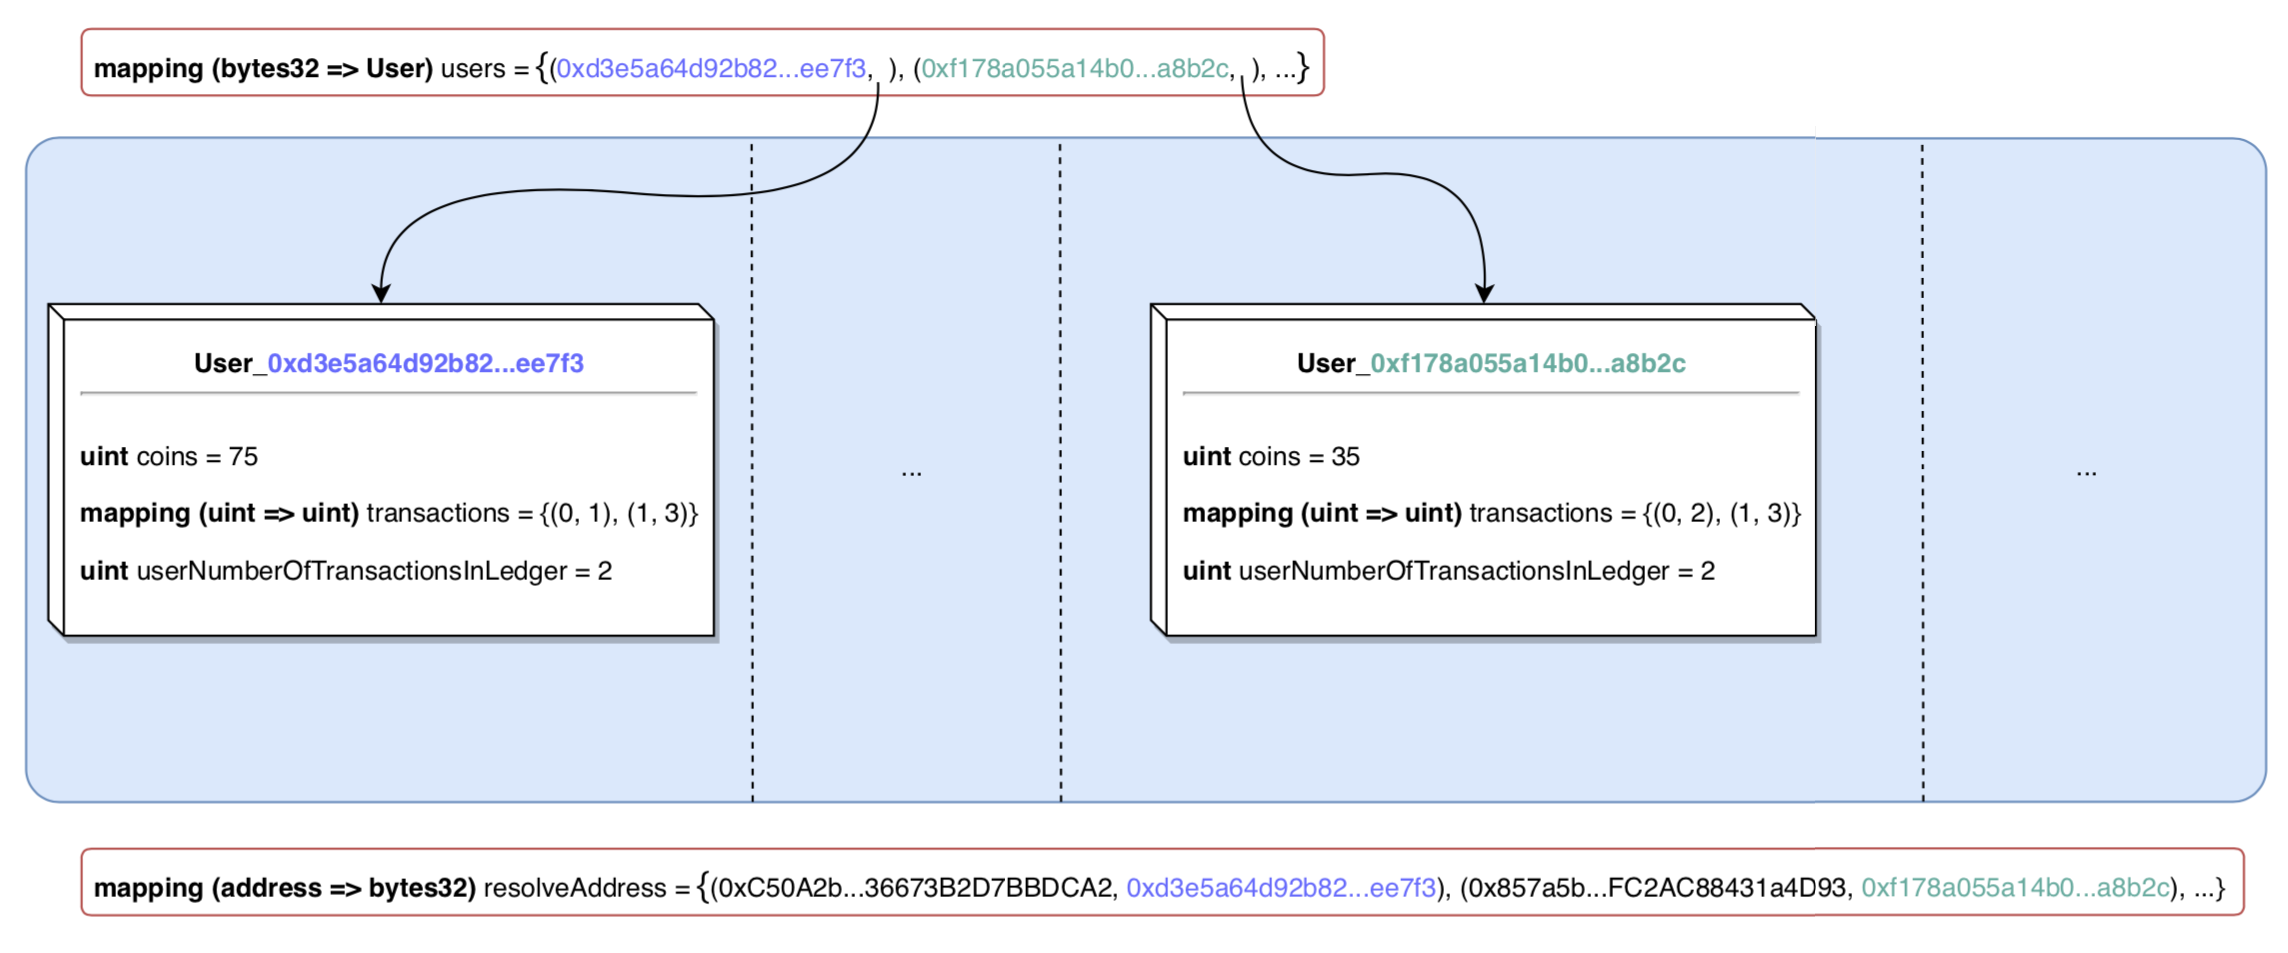 mapping (bytes32 => User) users = {(0xd3e5a64d92b82...ee7f3,  ), (0xf178a055a14b0...a8b2c,  ), ...}
User_0xd3e5a64d92b82...ee7f3
uint coins = 75
mapping (uint => uint) transactions = {(0, 1), (1, 3)}
uint userNumberOfTransactionsInLedger = 2
...
User_0xf178a055a14b0...a8b2c
uint coins = 35
mapping (uint => uint) transactions = {(0, 2), (1, 3)}
uint userNumberOfTransactionsInLedger = 2
...
mapping (address => bytes32) resolveAddress = {(0xC50A2b...36673B2D7BBDCA2, 0xd3e5a64d92b82...ee7f3), (0x857a5b...FC2AC88431a4D93, 0xf178a055a14b0...a8b2c), ...}